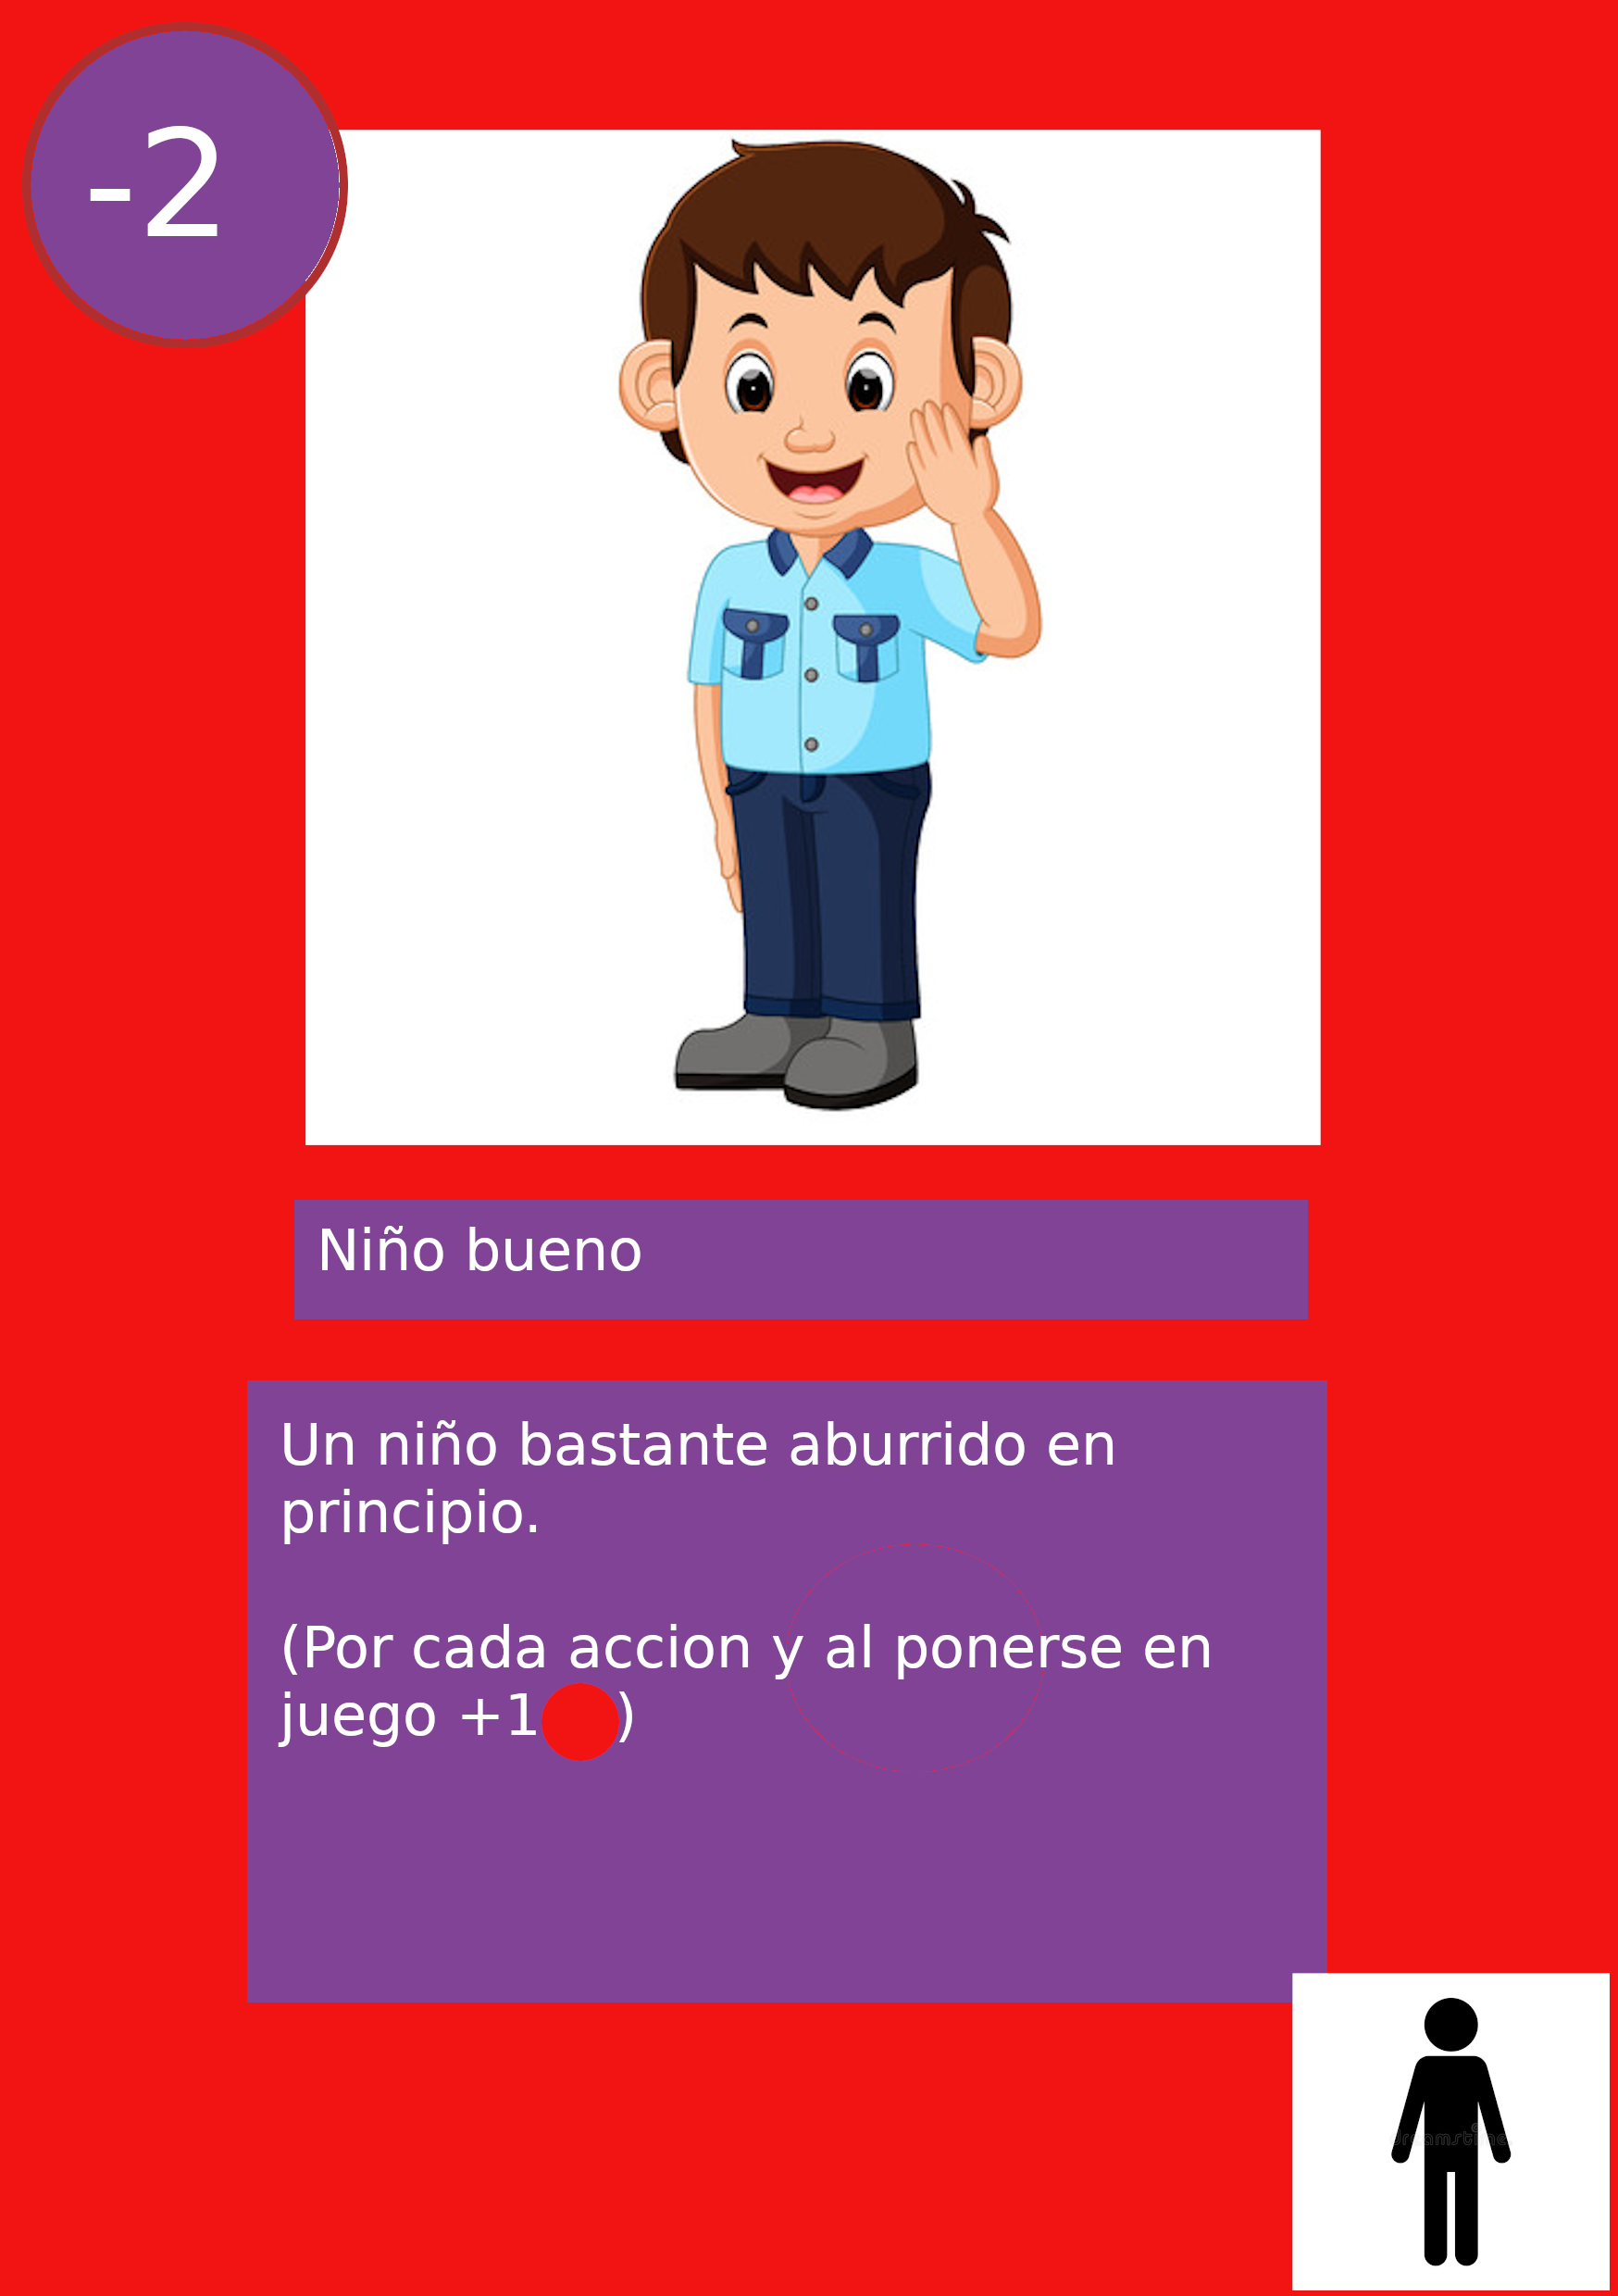 -2
Niño bueno
Un niño bastante aburrido en
principio.
(Por cada accion y al ponerse en
juego +1 )
dreamstime